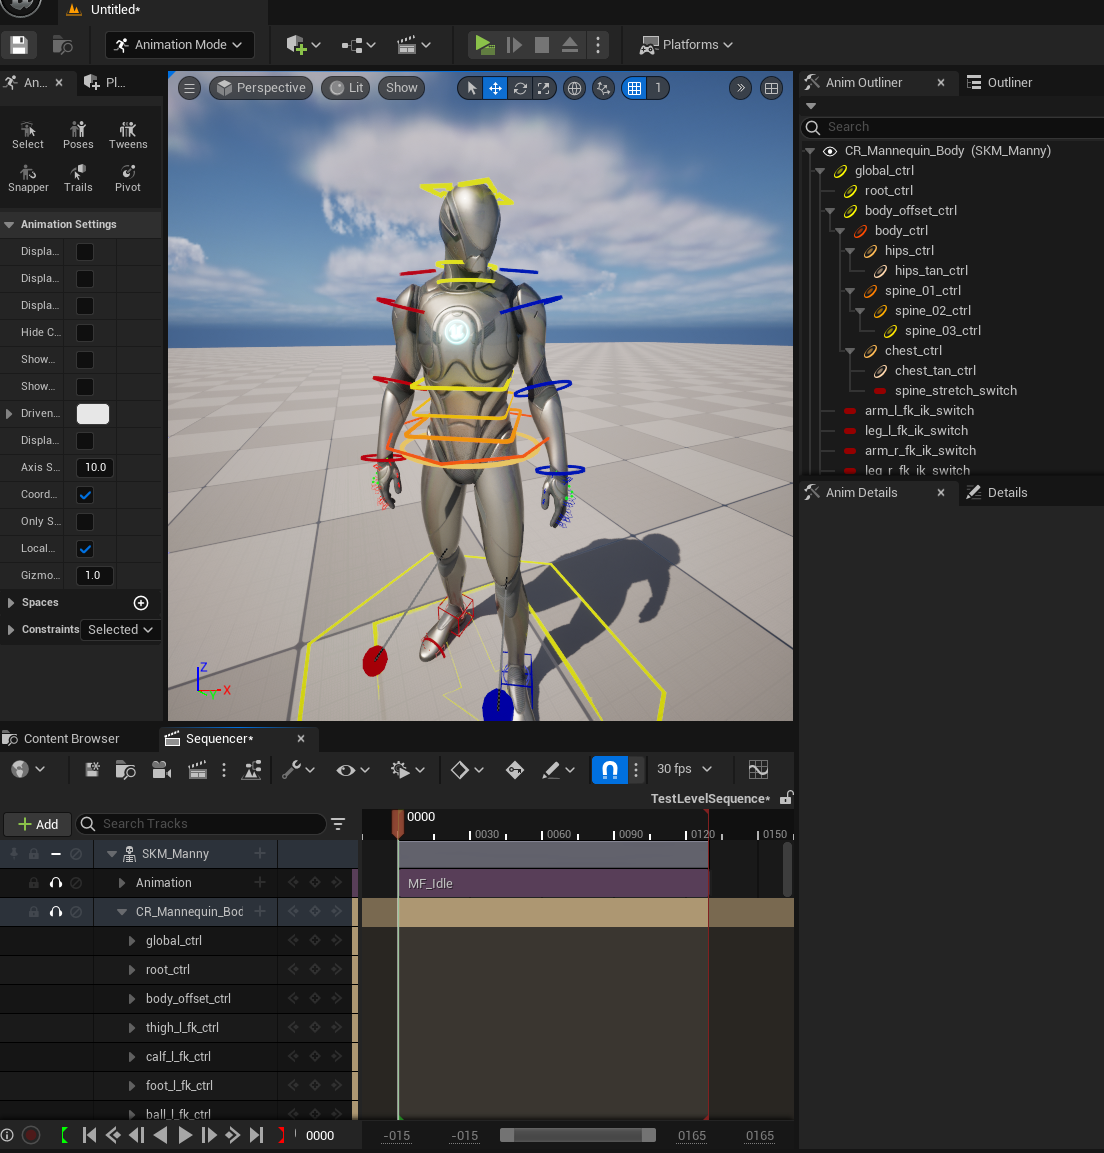 Untitled*
Animation Mode
Platforms
An...
Pl...
Select
Poses
Tweens
Snapper
Trails
Pivot
Animation Settings
Displa...
Displa...
Displa...
Hide C...
Show...
Show...
Driven...
Displa...
Axis S... 10.0
Coord...
Only S...
Local...
Gizmo... 1.0
Spaces
Constraints Selected
Perspective
Lit
Show
1
Z
X
Anim Outliner
Outliner
Search
CR_Mannequin_Body (SKM_Manny)
global_ctrl
root_ctrl
body_offset_ctrl
body_ctrl
hips_ctrl
hips_tan_ctrl
spine_01_ctrl
spine_02_ctrl
spine_03_ctrl
chest_ctrl
chest_tan_ctrl
spine_stretch_switch
arm_l_fk_ik_switch
leg_l_fk_ik_switch
arm_r_fk_ik_switch
leg_r_fk_ik_switch
Anim Details
Details
Content Browser
Sequencer*
30 fps
TestLevelSequence*
Add
Search Tracks
0000
0030 0060 0090 0120 0150
SKM_Manny
Animation
MF_Idle
CR_Mannequin_Bod
global_ctrl
root_ctrl
body_offset_ctrl
thigh_l_fk_ctrl
calf_l_fk_ctrl
foot_l_fk_ctrl
ball_l_fk_ctrl
0000
-015 -015 0165 0165